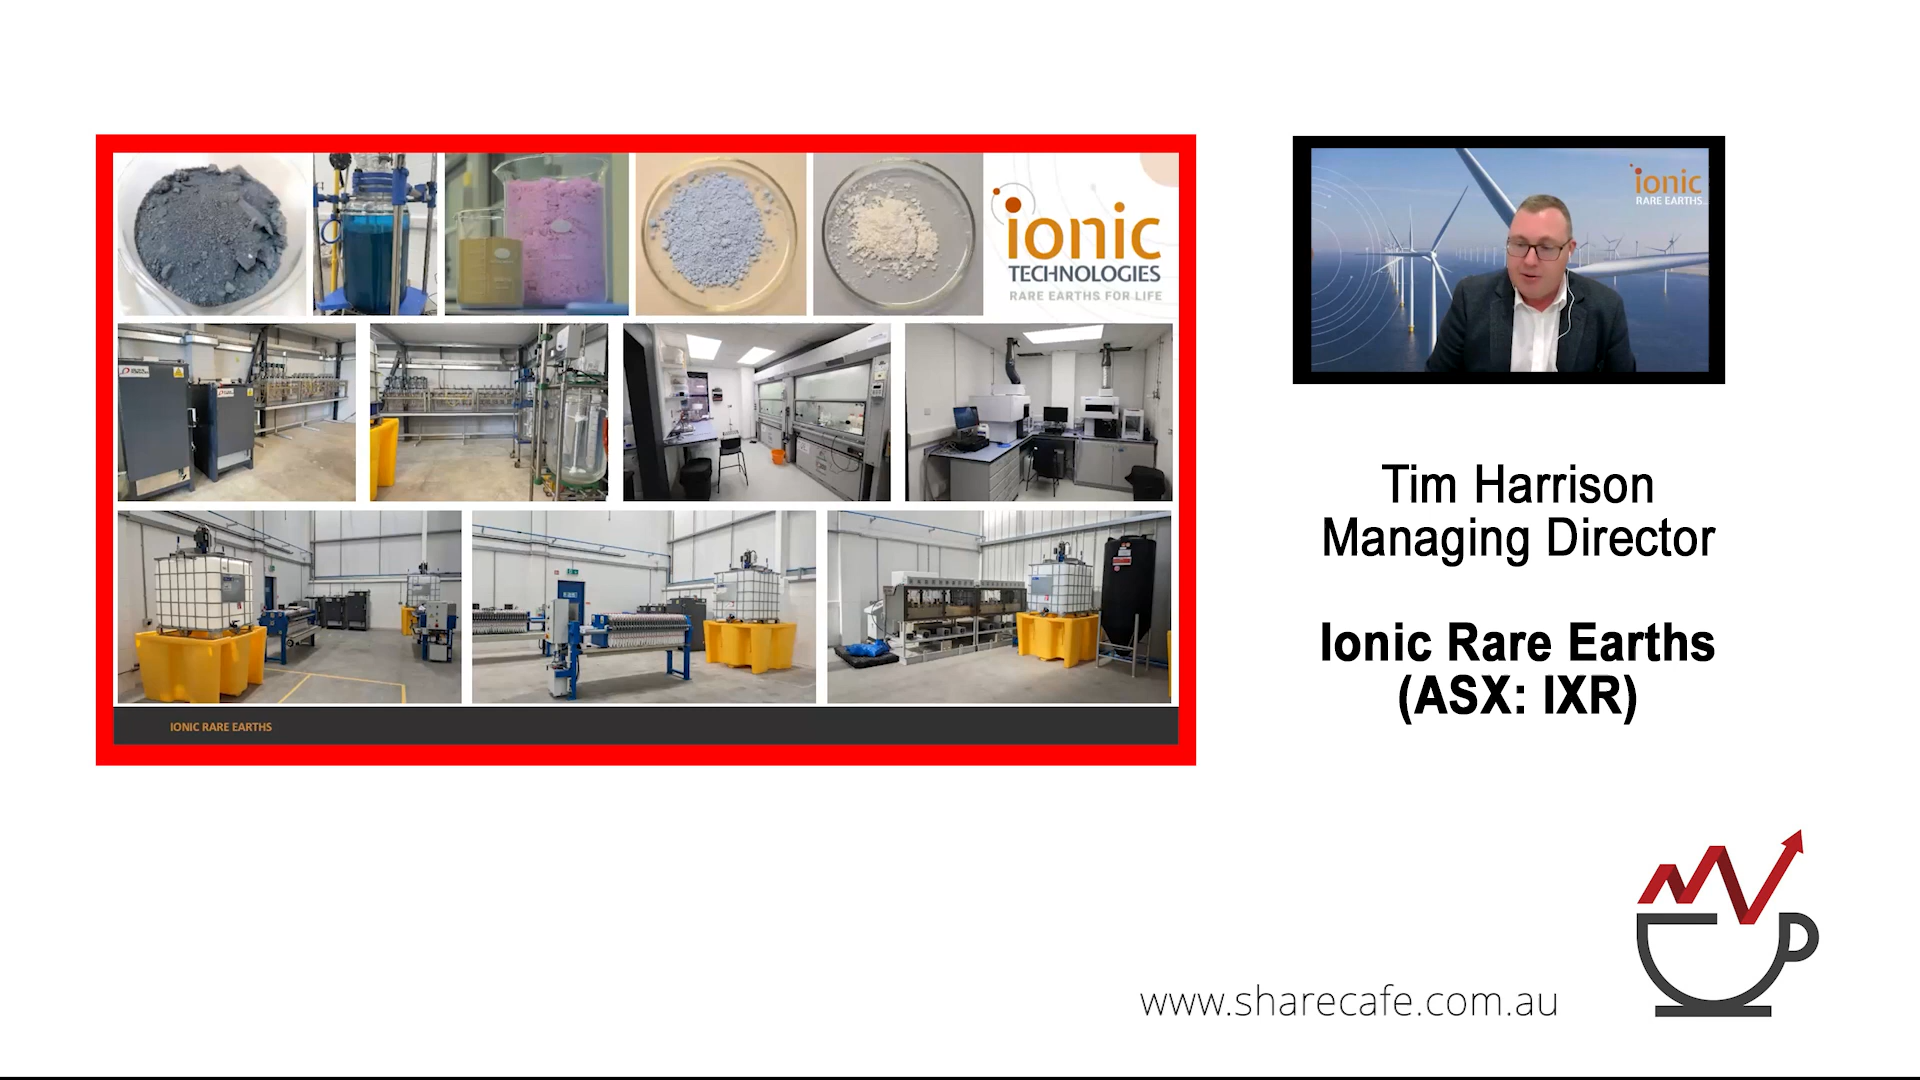 ionic
TECHNOLOGIES
RARE EARTHS FOR LIFE
IONIC RARE EARTHS
ionic
RARE EARTHS
Tim Harrison
Managing Director
Ionic Rare Earths
(ASX: IXR)
www.sharecafe.com.au